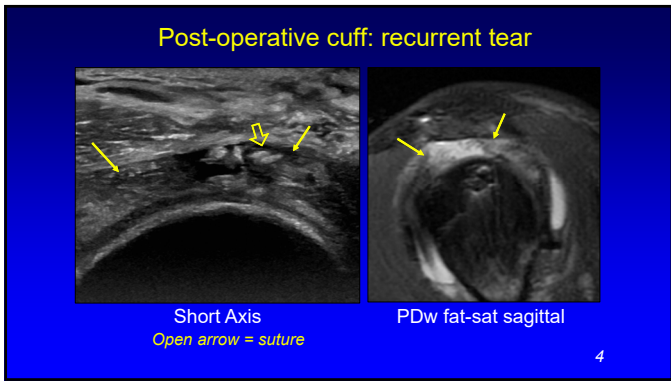 Post-operative cuff: recurrent tear
Short Axis
PDw fat-sat sagittal
Open arrow = suture
4